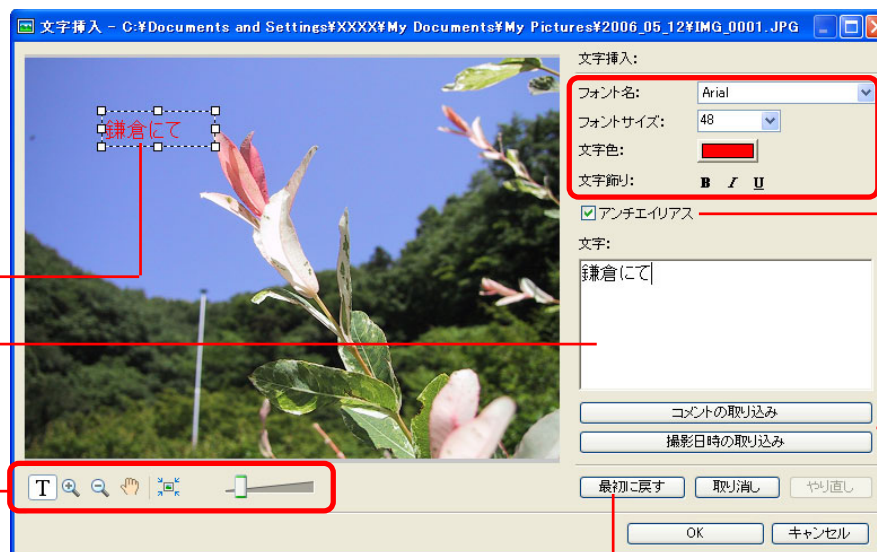 文字挿入 - C:¥Documents and Settings¥XXXX¥My Documents¥My Pictures¥2006_05_12¥IMG_0001.JPG
鎌倉にて
文字挿入:
フォント名: Arial
フォントサイズ: 48
文字色:
文字飾り: B I U
アンチエイリアス
文字:
鎌倉にて
コメントの取り込み
撮影日時の取り込み
T
最初に戻す 取り消し やり直し
OK キャンセル